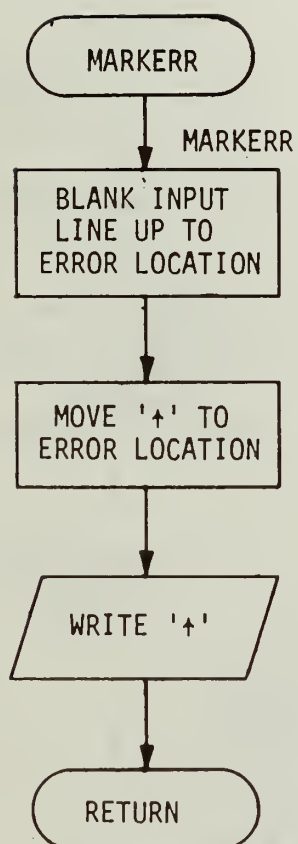 MARKERR
MARKERR
BLANK INPUT
LINE UP TO
ERROR LOCATION
MOVE '↑' TO
ERROR LOCATION
WRITE '↑'
RETURN